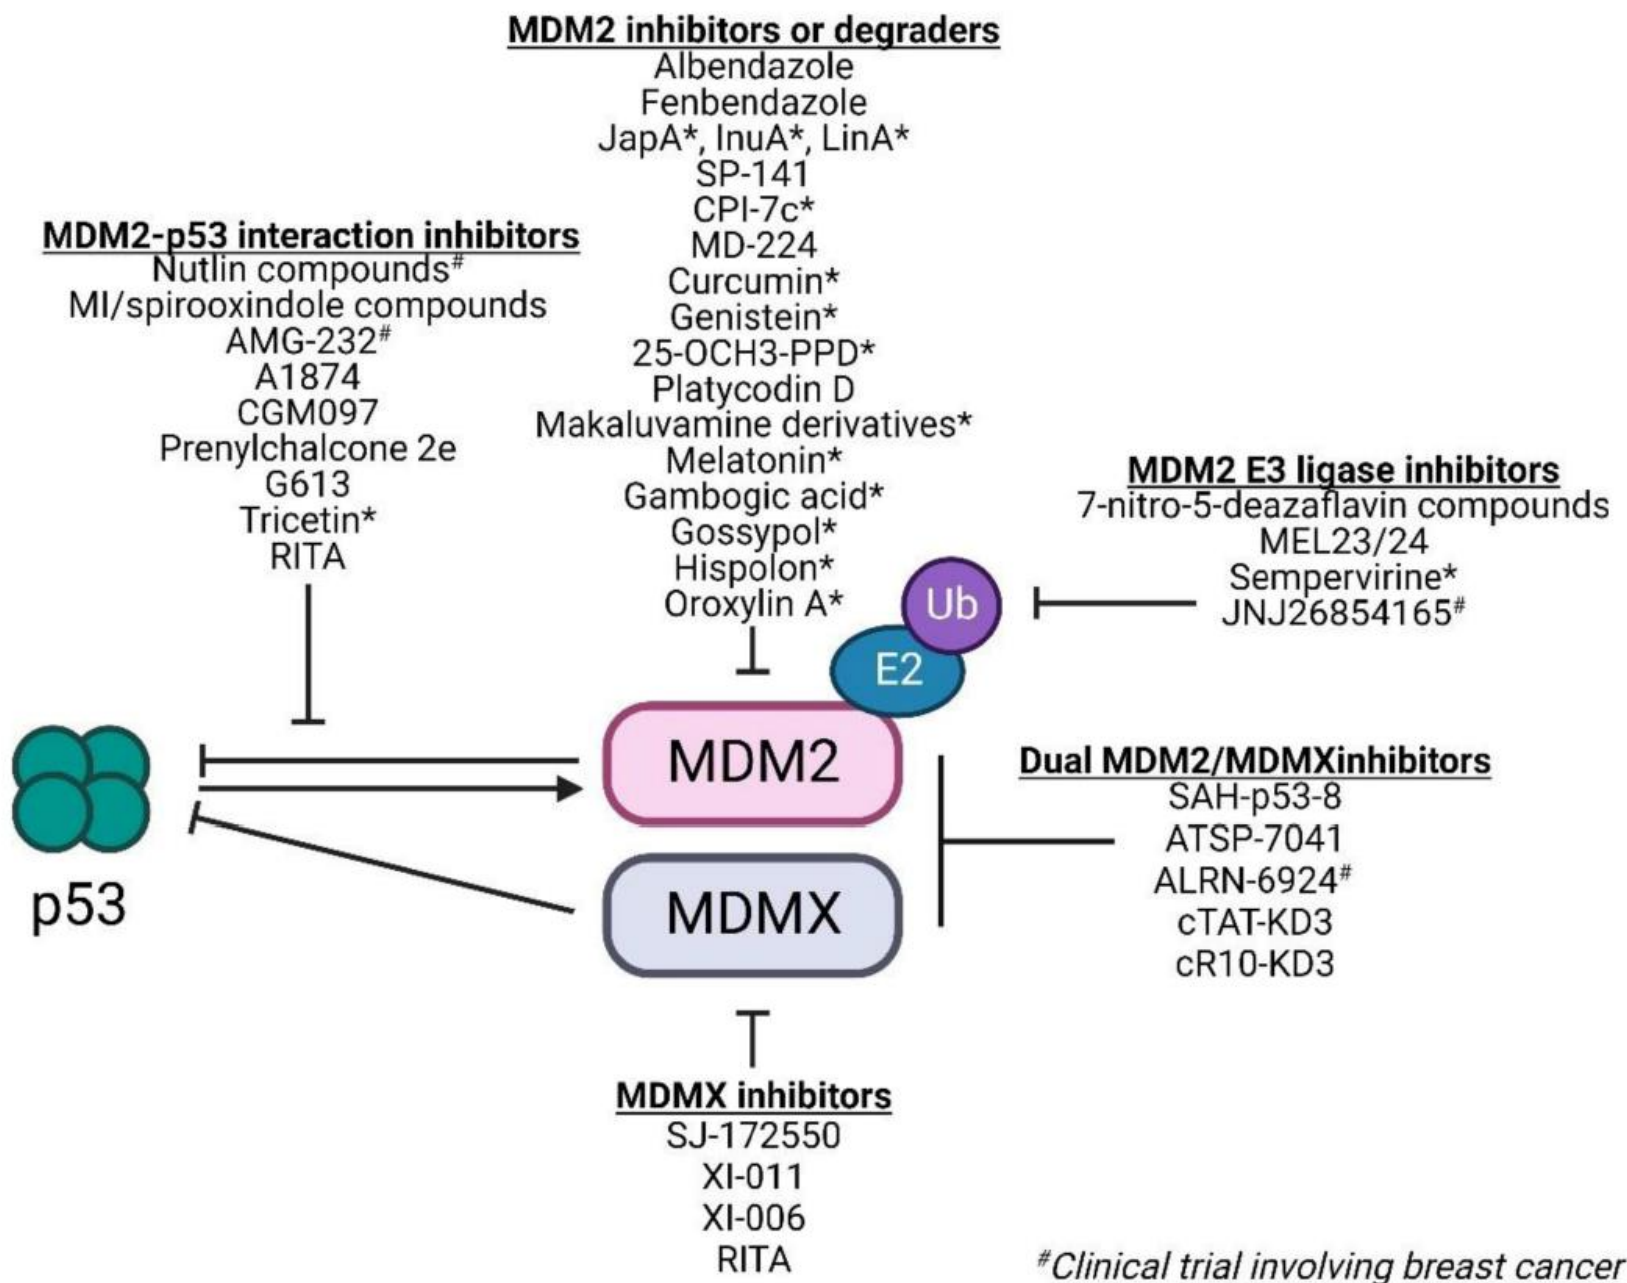 MDM2 inhibitors or degraders
Albendazole
Fenbendazole
JapA*, InuA*, LinA*
SP-141
CPI-7c*
MD-224
Curcumin*
Genistein*
25-OCH3-PPD*
Platycodin D
Makaluvamine derivatives*
Melatonin*
Gambogic acid*
Gossypol*
Hispolon*
Oroxylin A*
MDM2-p53 interaction inhibitors
Nutlin compounds#
MI/spirooxindole compounds
AMG-232#
A1874
CGM097
Prenylchalcone 2e
G613
Tricetin*
RITA
MDM2 E3 ligase inhibitors
7-nitro-5-deazaflavin compounds
MEL23/24
Sempervirine*
JNJ26854165#
Ub
E2
MDM2
MDMX
p53
Dual MDM2/MDMXinhibitors
SAH-p53-8
ATSP-7041
ALRN-6924#
cTAT-KD3
cR10-KD3
MDMX inhibitors
SJ-172550
XI-011
XI-006
RITA
#Clinical trial involving breast cancer